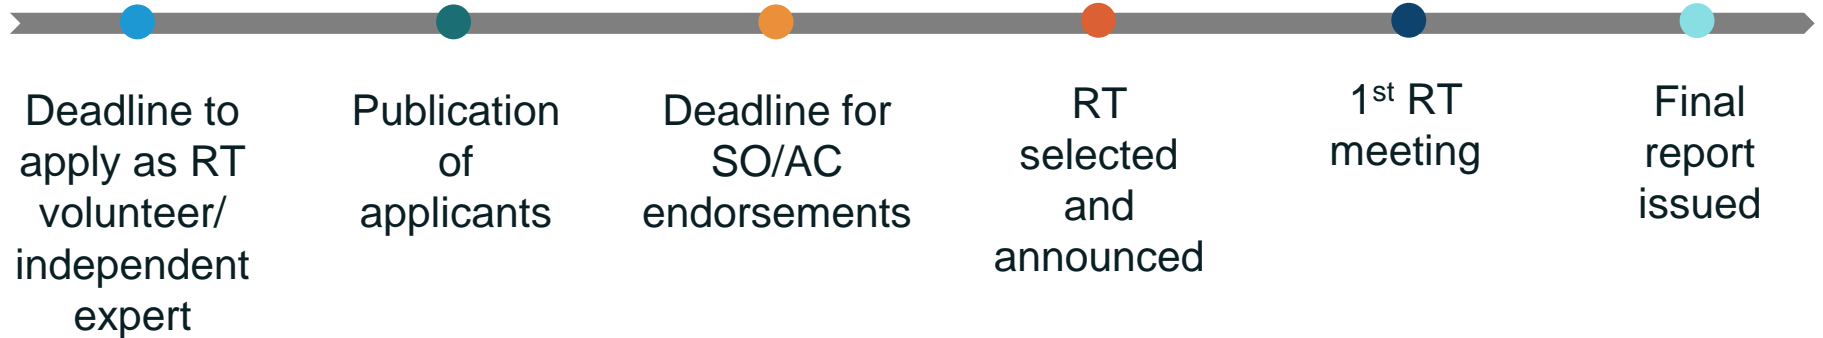 Deadline to
apply as RT
volunteer/
independent
expert
Publication
of
applicants
Deadline for
SO/AC
endorsements
RT
selected
and
announced
1st RT
meeting
Final
report
issued